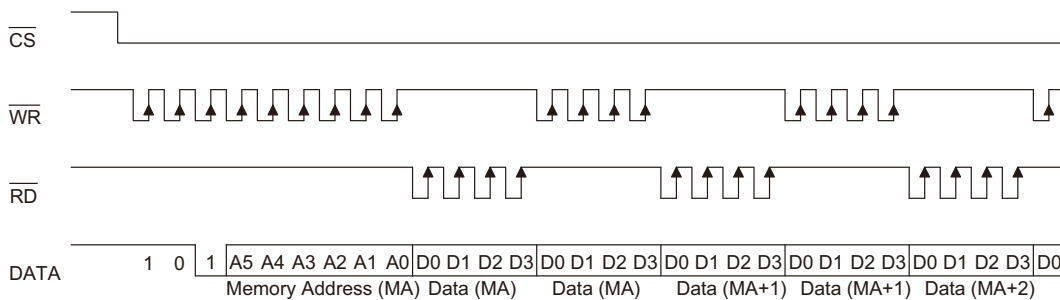 CS
WR
RD
DATA 1 0 1 A5 A4 A3 A2 A1 A0 D0 D1 D2 D3 D0 D1 D2 D3 D0 D1 D2 D3 D0 D1 D2 D3 D0 D1 D2 D3 D0
Memory Address (MA) Data (MA) Data (MA) Data (MA+1) Data (MA+1) Data (MA+2)